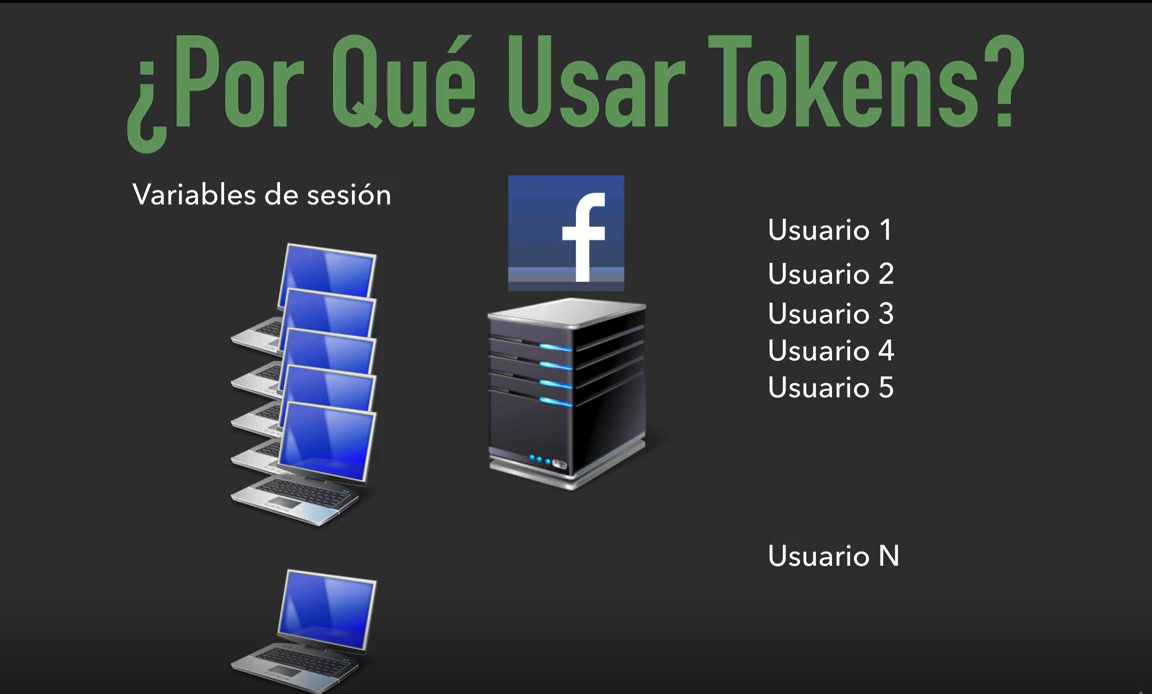 ¿Por Qué Usar Tokens?
Variables de sesión
f
Usuario 1
Usuario 2
Usuario 3
Usuario 4
Usuario 5
Usuario N